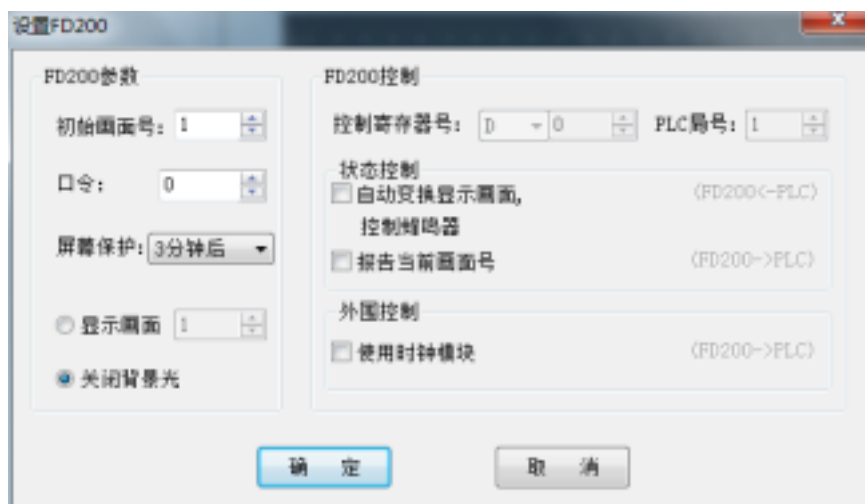 设置FD200
FD200参数
初始画面号: 1
口令: 0
屏幕保护: 3分钟后
显示画面 1
关闭背景光
FD200控制
控制寄存器号: D 0 PLC局号: 1
状态控制
自动变换显示画面, (FD200<-PLC)
控制蜂鸣器
报告当前画面号 (FD200->PLC)
外围控制
使用时钟模块 (FD200->PLC)
确 定 取 消